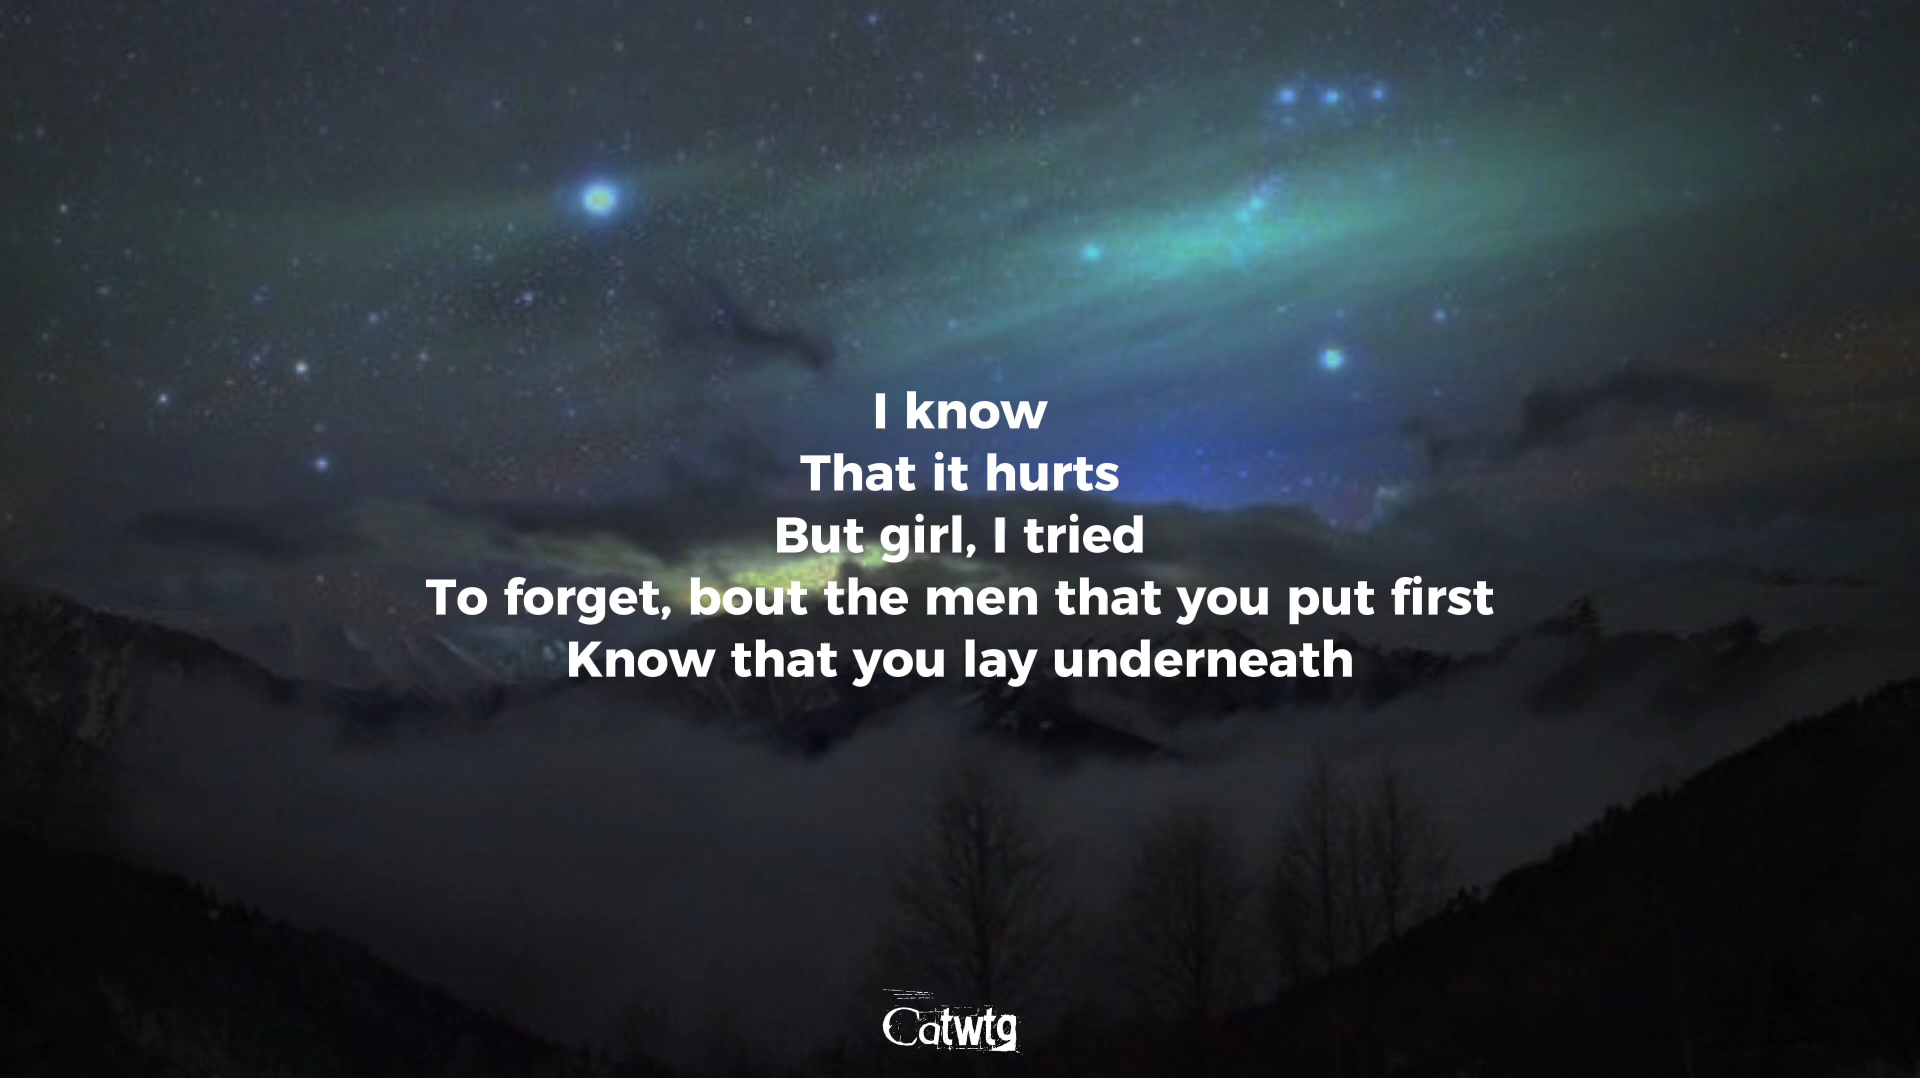 I know
That it hurts
But girl, I tried
To forget, bout the men that you put first
Know that you lay underneath
Catwtg